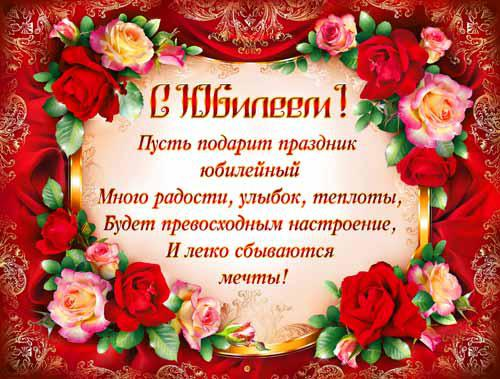 С Юбилеем!
Пусть подарит праздник
юбилейный
Много радости, улыбок, теплоты,
Будет превосходным настроение,
И легко сбываются
мечты!